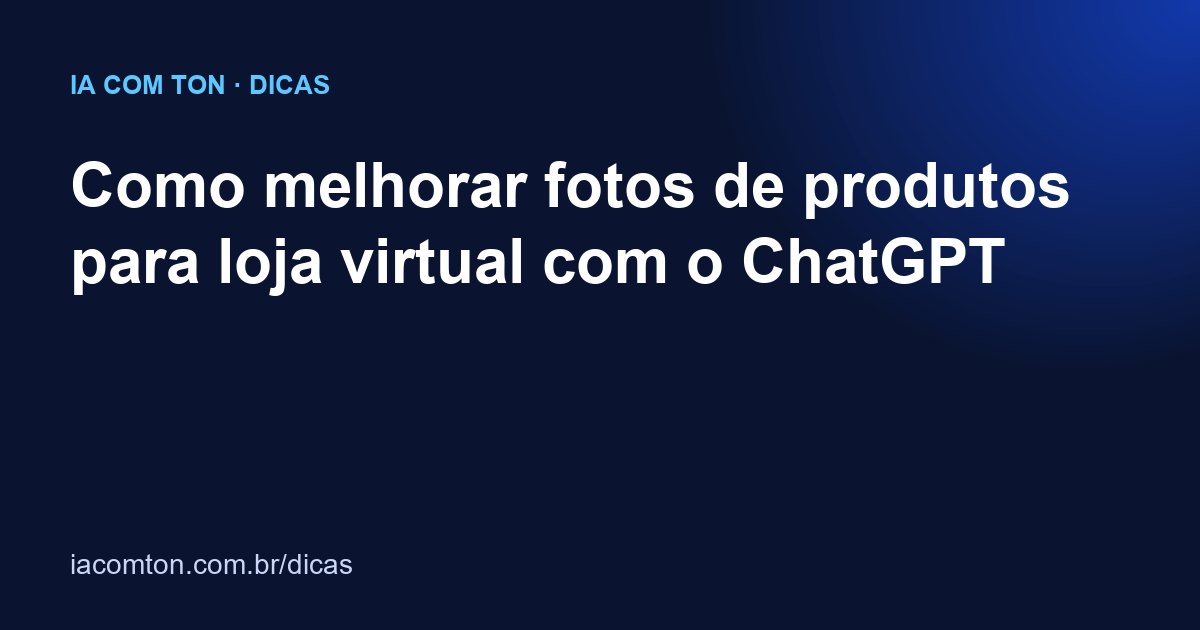 IA COM TON · DICAS
Como melhorar fotos de produtos
para loja virtual com o ChatGPT
iacomton.com.br/dicas